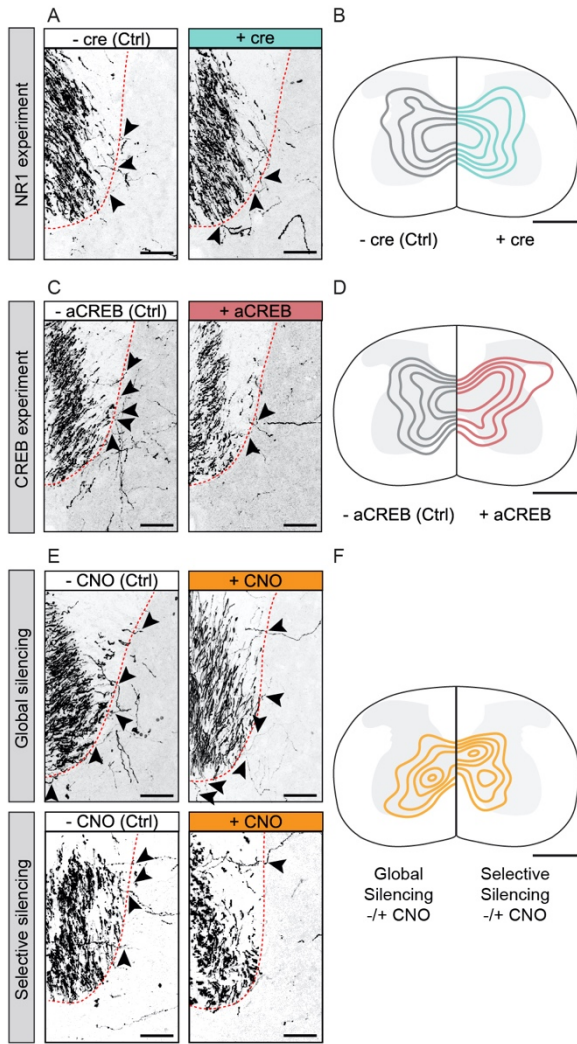 A
B
- cre (Ctrl)
+ cre
NR1 experiment
- cre (Ctrl)
+ cre
C
D
- aCREB (Ctrl)
+ aCREB
CREB experiment
- aCREB (Ctrl)
+ aCREB
E
F
- CNO (Ctrl)
+ CNO
Global silencing
- CNO (Ctrl)
+ CNO
Selective silencing
Global
Silencing
-/+ CNO
Selective
Silencing
-/+ CNO